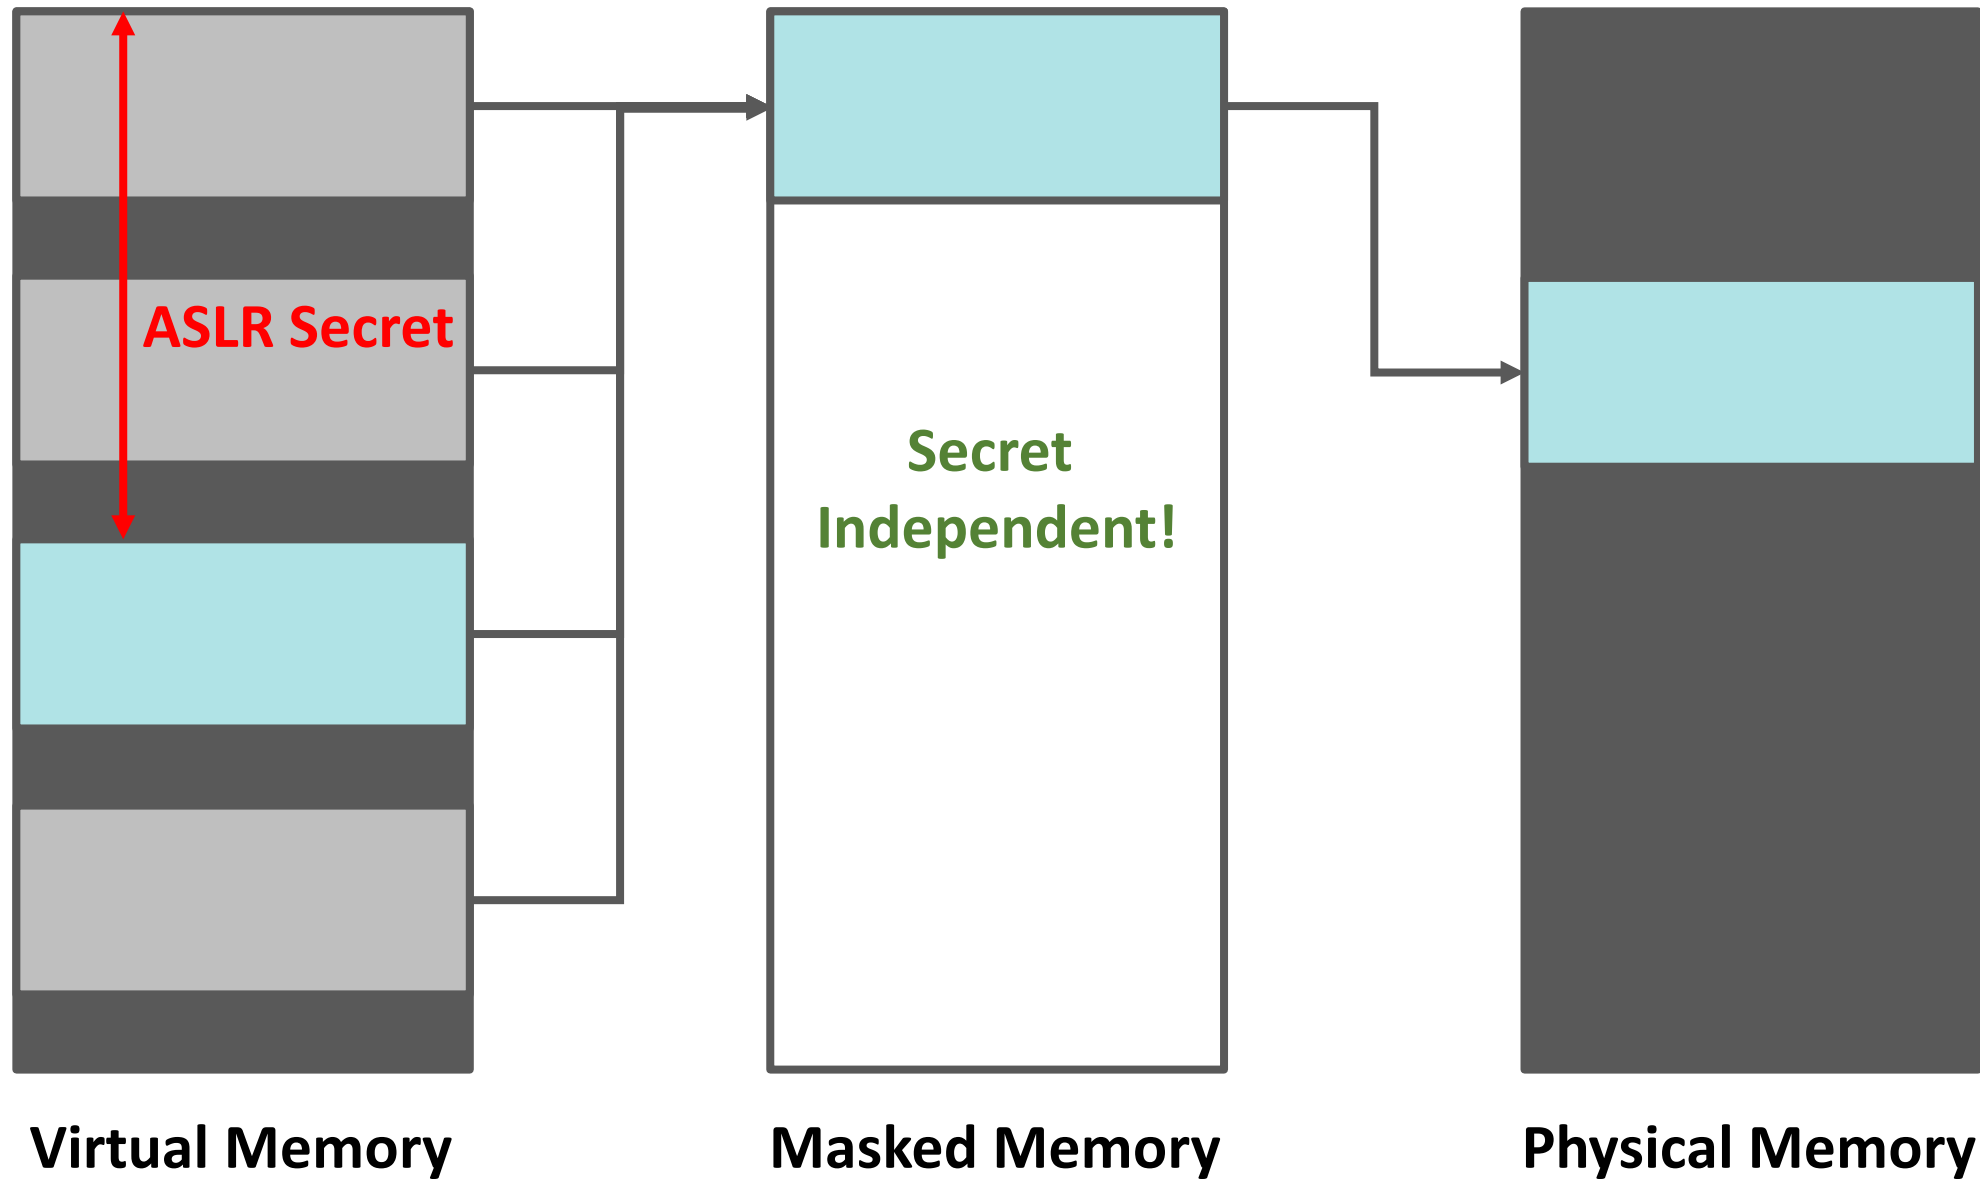 ASLR Secret
Secret
Independent!
Virtual Memory
Masked Memory
Physical Memory